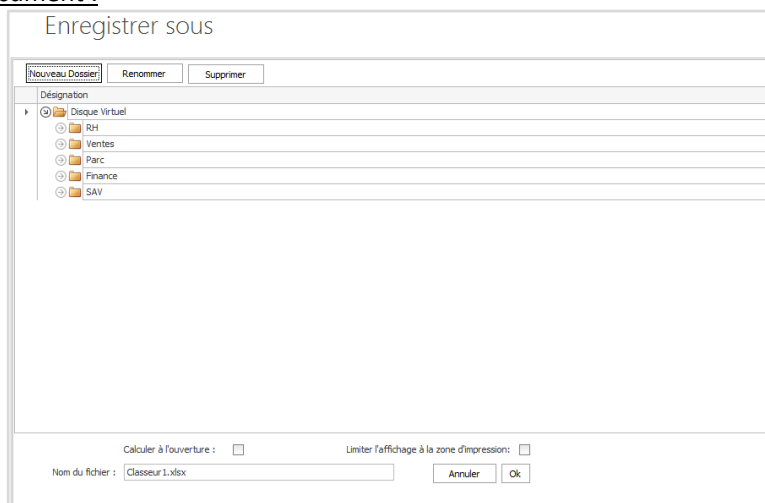 Enregistrer sous
Nouveau Dossier Renommer Supprimer
Désignation
Disque Virtuel
RH
Ventes
Parc
Finance
SAV
Calculer à l'ouverture : Limiter l'affichage à la zone d'impression:
Nom du fichier : Classeur1.xlsx Annuler Ok